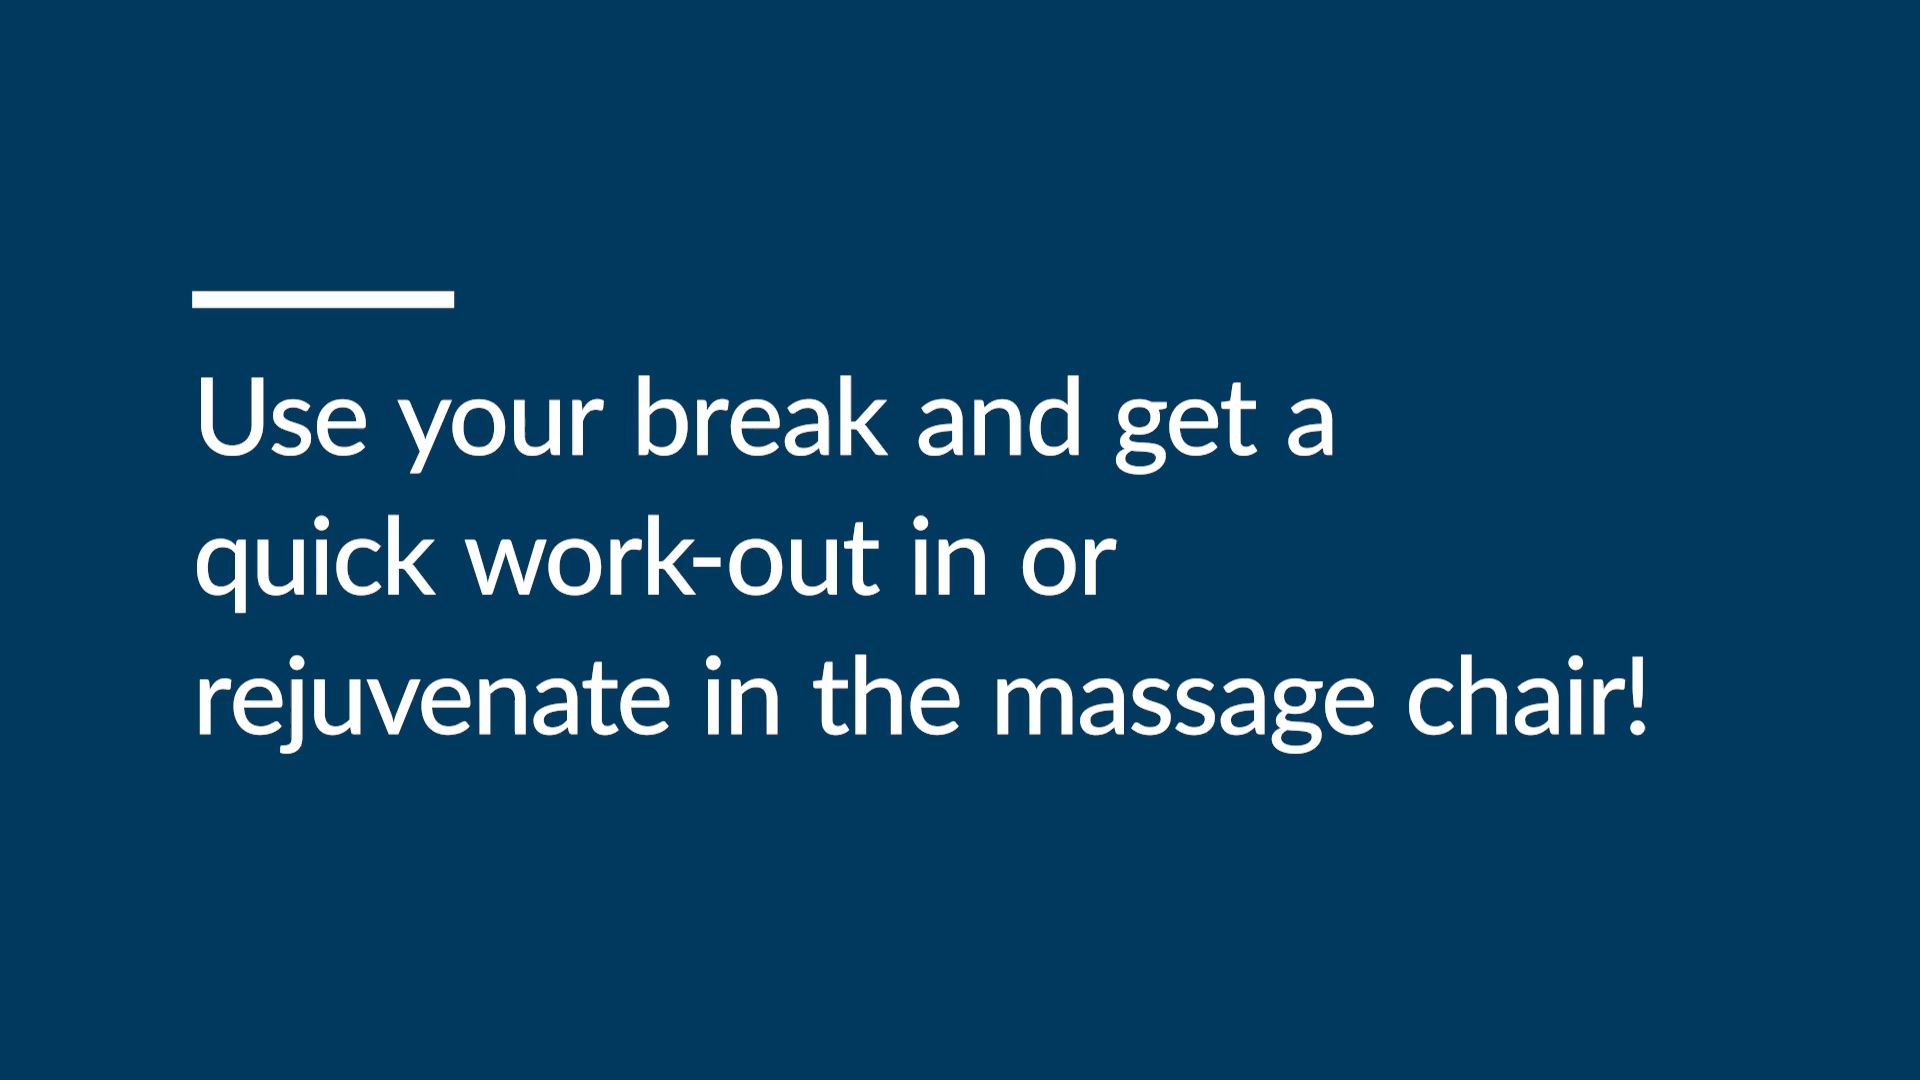 Use your break and get a
quick work-out in or
rejuvenate in the massage chair!